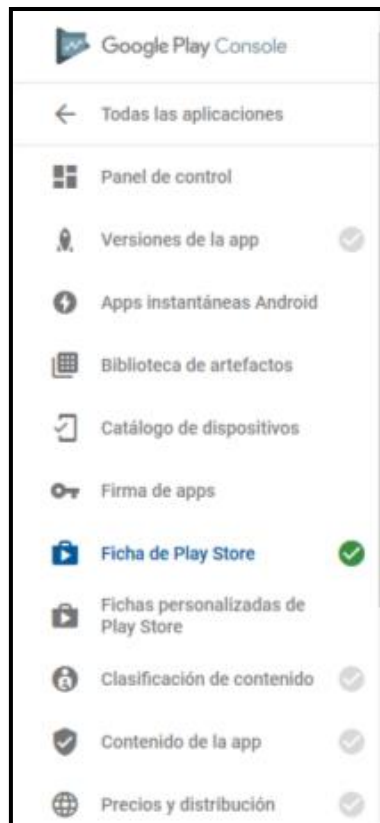 Google Play Console
Todas las aplicaciones
Panel de control
Versiones de la app
Apps instantáneas Android
Biblioteca de artefactos
Catálogo de dispositivos
Firma de apps
Ficha de Play Store
Fichas personalizadas de
Play Store
Clasificación de contenido
Contenido de la app
Precios y distribución